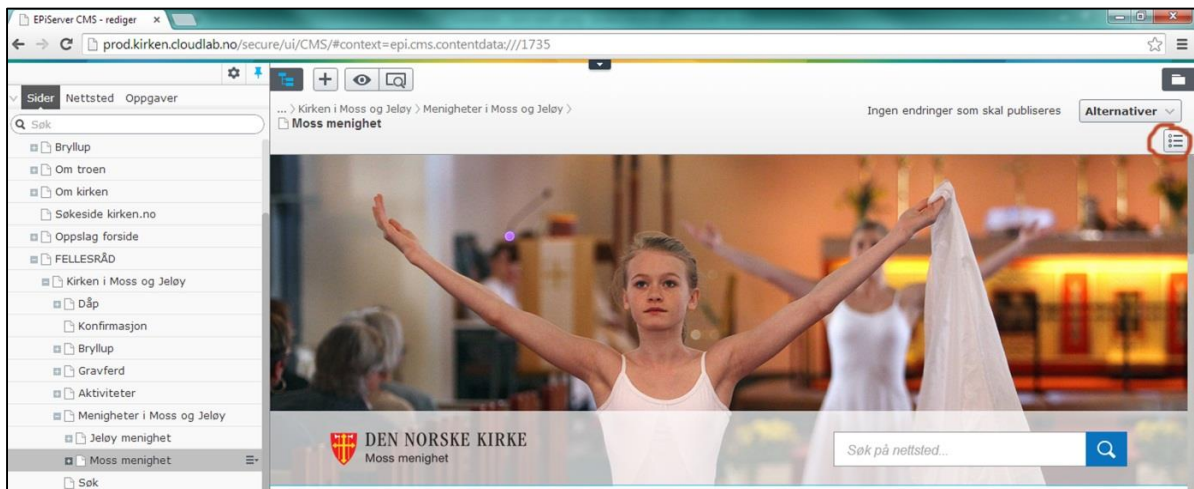 EPiServer CMS - rediger
prod.kirken.cloudlab.no/secure/ui/CMS/#context=epi.cms.contentdata:///1735
Sider Nettsted Oppgaver
Søk
Bryllup
Om troen
Om kirken
Søkeside kirken.no
Oppslag forside
FELLESRÅD
Kirken i Moss og Jeløy
Dåp
Konfirmasjon
Bryllup
Gravferd
Aktiviteter
Menigheter i Moss og Jeløy
Jeløy menighet
Moss menighet
Søk
... > Kirken i Moss og Jeløy > Menigheter i Moss og Jeløy >
Moss menighet
Ingen endringer som skal publiseres
Alternativer
DEN NORSKE KIRKE
Moss menighet
Søk på nettsted...